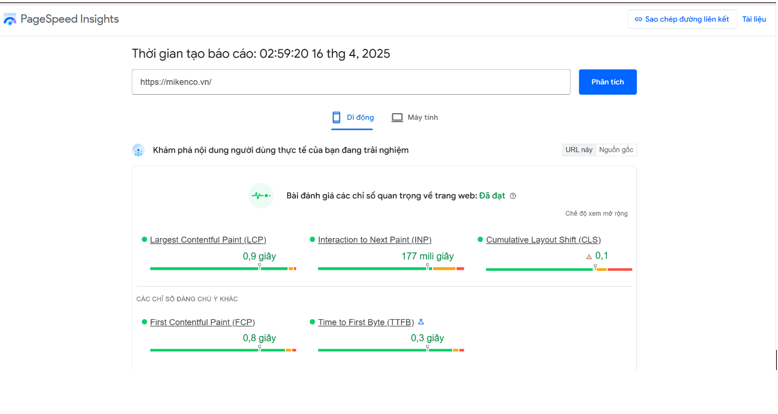 PageSpeed Insights
Sao chép đường liên kết
Tài liệu
Thời gian tạo báo cáo: 02:59:20 16 thg 4, 2025
https://mikenco.vn/
Phân tích
Di động
Máy tính
Khám phá nội dung người dùng thực tế của bạn đang trải nghiệm
URL này
Nguồn gốc
Bài đánh giá các chỉ số quan trọng về trang web: Đã đạt
Chế độ xem mở rộng
Largest Contentful Paint (LCP)
0,9 giây
Interaction to Next Paint (INP)
177 mili giây
Cumulative Layout Shift (CLS)
0,1
CÁC CHỈ SỐ ĐÁNG CHÚ Ý KHÁC
First Contentful Paint (FCP)
0,8 giây
Time to First Byte (TTFB)
0,3 giây